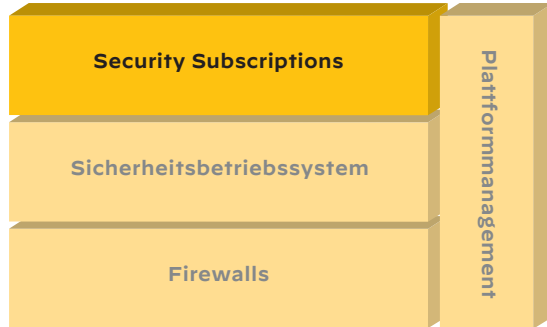 Security Subscriptions
Sicherheitsbetriebssystem
Firewalls
Plattformmanagement